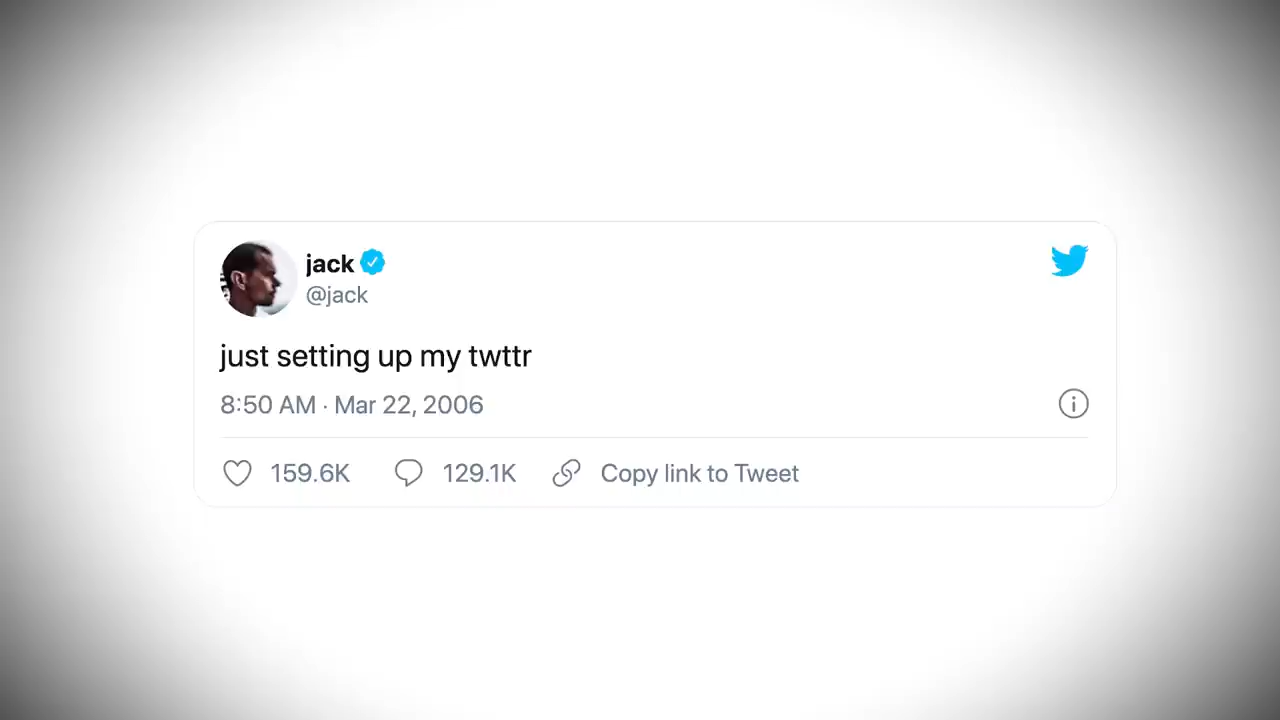 jack
@jack
just setting up my twttr
8:50 AM · Mar 22, 2006
159.6K 129.1K Copy link to Tweet